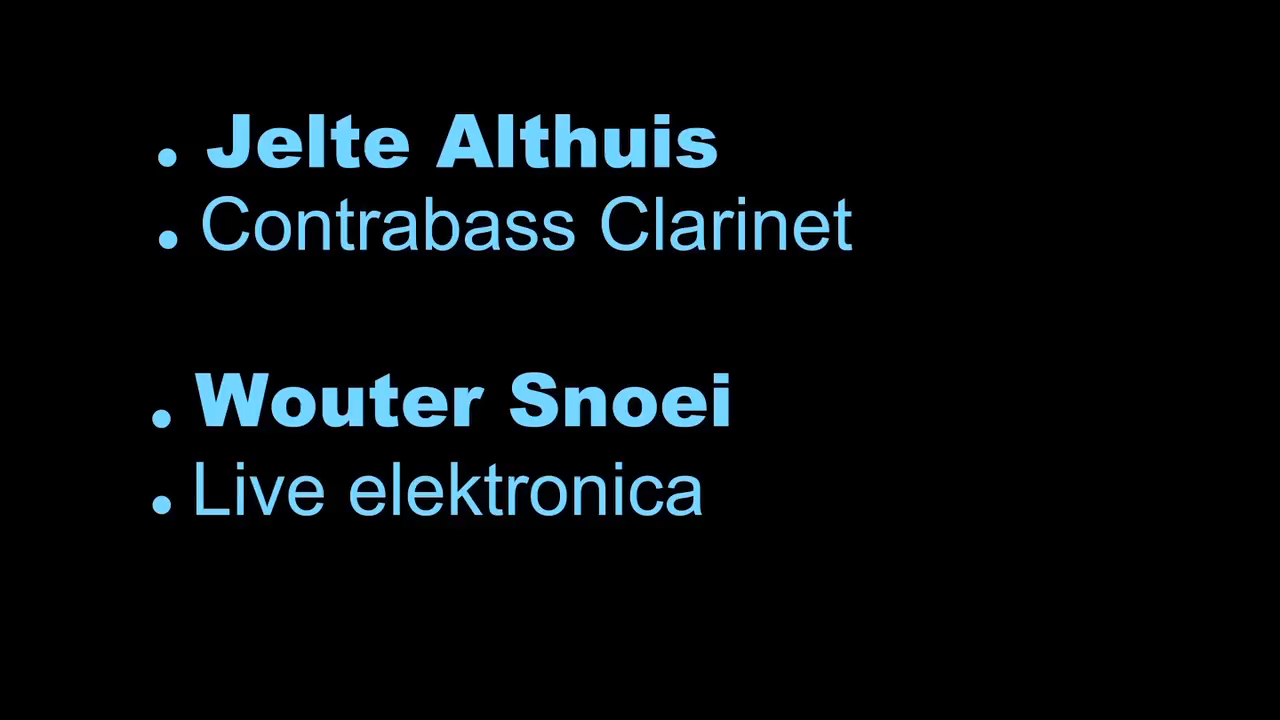 • Jelte Althuis
• Contrabass Clarinet
• Wouter Snoei
• Live elektronica